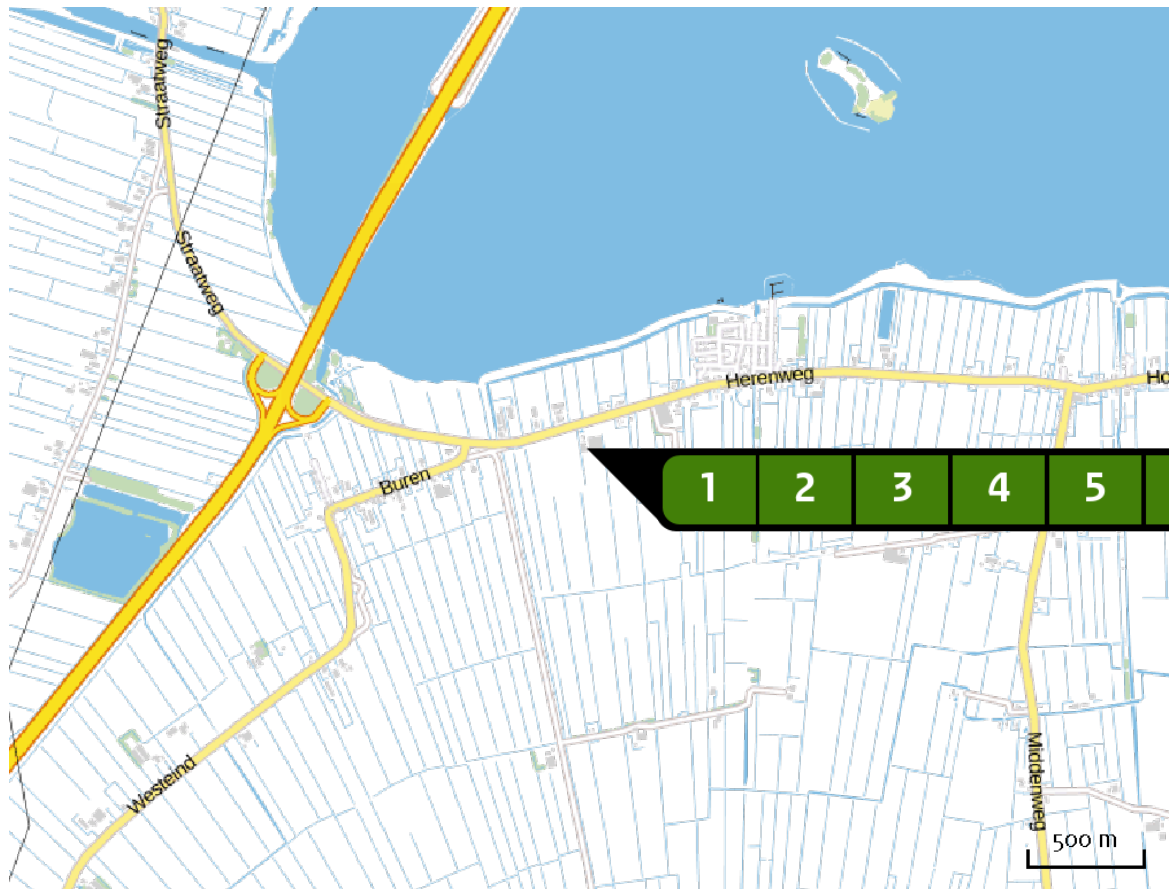 Straatweg
Straatweg
Herenweg
Ho
Buren
1 2 3 4 5
Westeind
Middenweg
500 m